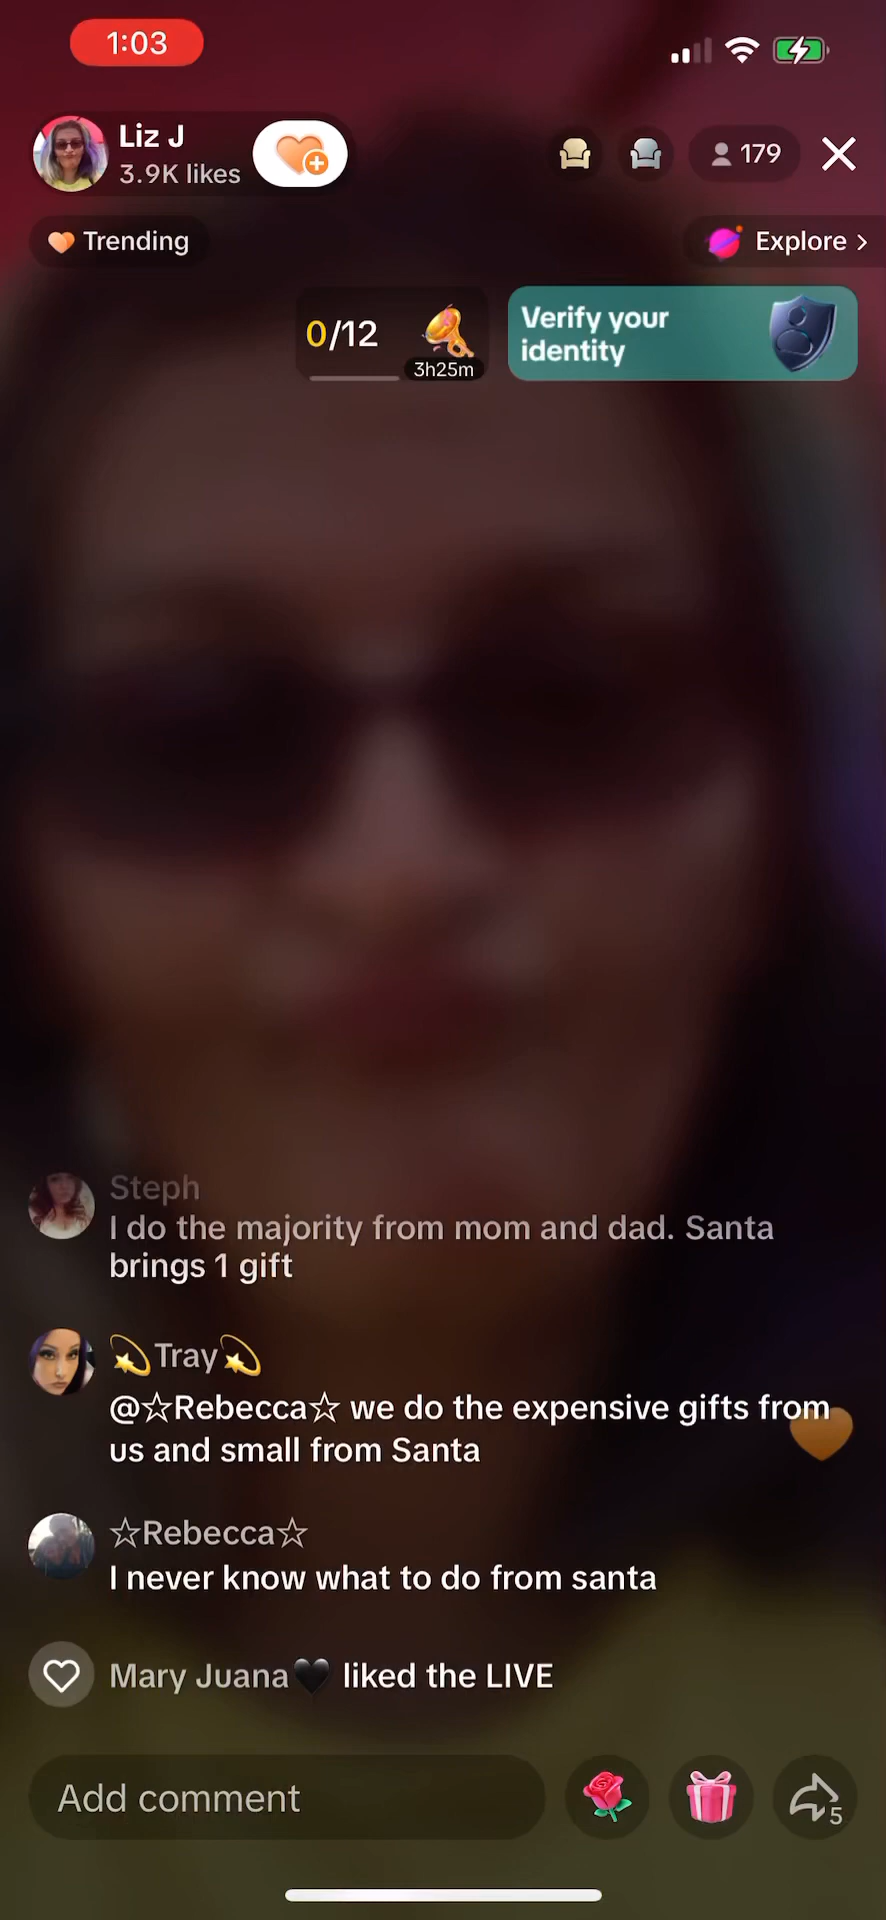 1:03
Liz J
3.9K likes
179
Trending
Explore >
0/12
3h25m
Verify your
identity
Steph
I do the majority from mom and dad. Santa
brings 1 gift
💫Tray💫
@☆Rebecca☆ we do the expensive gifts from
us and small from Santa
☆Rebecca☆
I never know what to do from santa
Mary Juana🖤 liked the LIVE
Add comment
5